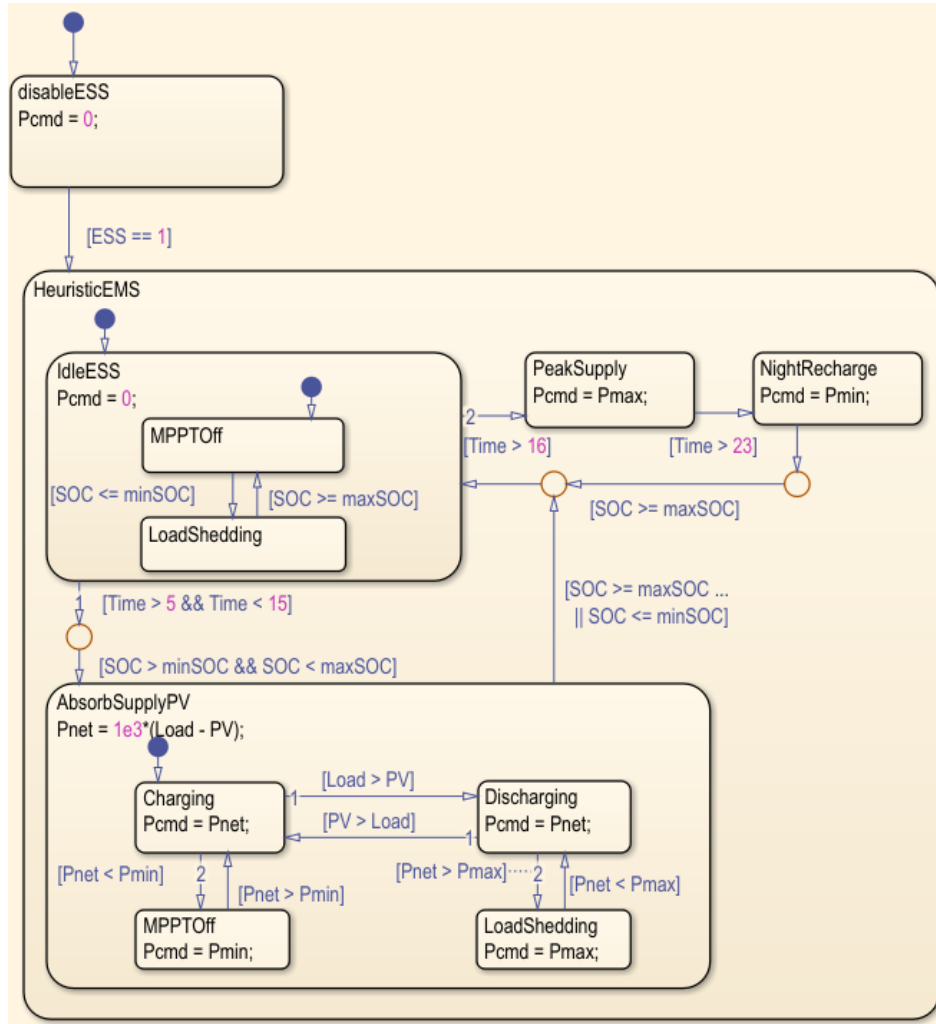 disableESS
Pcmd = 0;
[ESS == 1]
HeuristicEMS
IdleESS
Pcmd = 0;
MPPTOff
[SOC <= minSOC]
[SOC >= maxSOC]
LoadShedding
2
[Time > 16]
PeakSupply
Pcmd = Pmax;
[Time > 23]
NightRecharge
Pcmd = Pmin;
[SOC >= maxSOC]
1
[Time > 5 && Time < 15]
[SOC > minSOC && SOC < maxSOC]
[SOC >= maxSOC ...
|| SOC <= minSOC]
AbsorbSupplyPV
Pnet = 1e3*(Load - PV);
Charging
Pcmd = Pnet;
1
[Load > PV]
[PV > Load]
1
Discharging
Pcmd = Pnet;
[Pnet < Pmin]
2
[Pnet > Pmin]
[Pnet > Pmax]
2
[Pnet < Pmax]
MPPTOff
Pcmd = Pmin;
LoadShedding
Pcmd = Pmax;